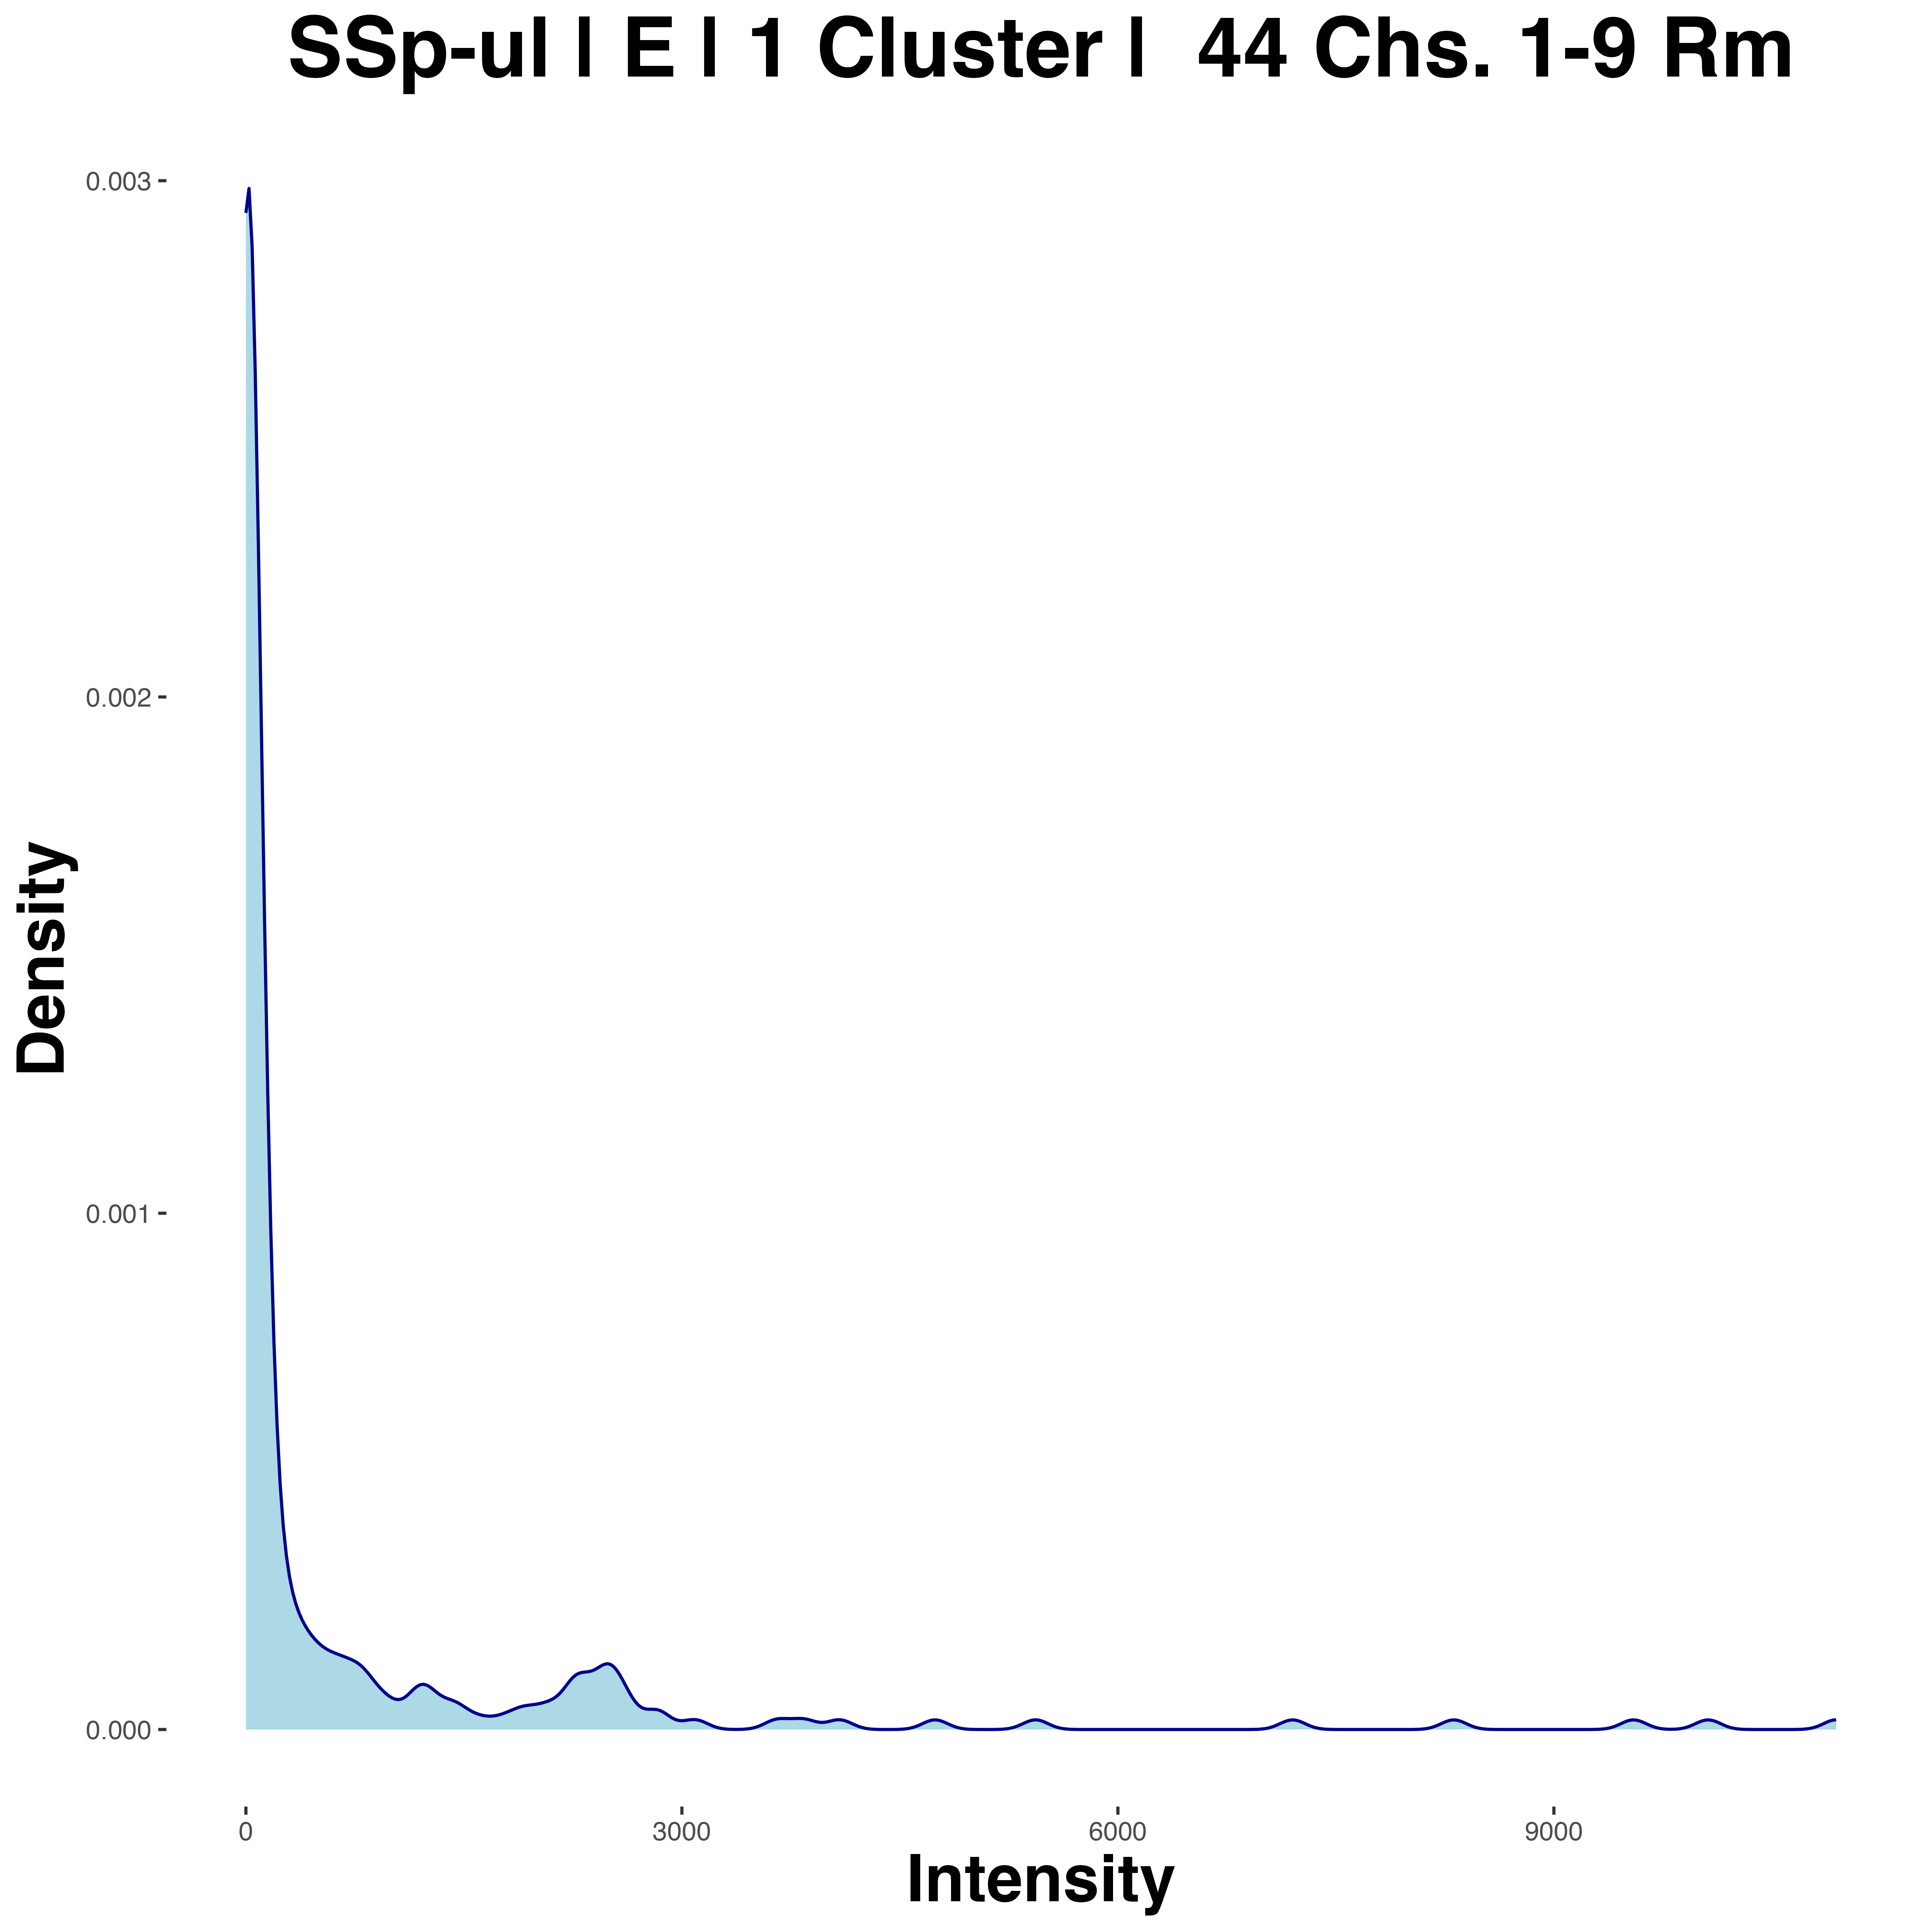 SSp-ul | E | 1 Cluster | 44 Chs. 1-9 Rm
0.003
0.002
0.001
0.000
Density
0 3000 6000 9000
Intensity